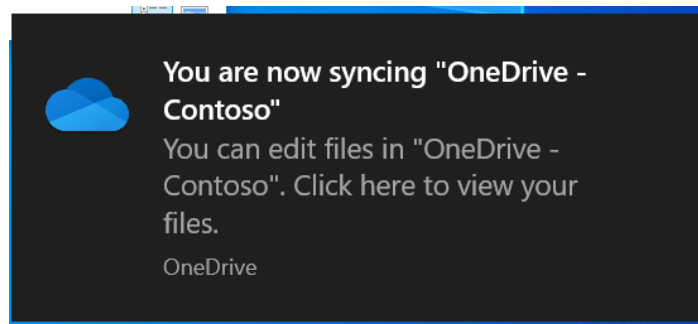 You are now syncing "OneDrive -
Contoso"
You can edit files in "OneDrive -
Contoso". Click here to view your
files.
OneDrive